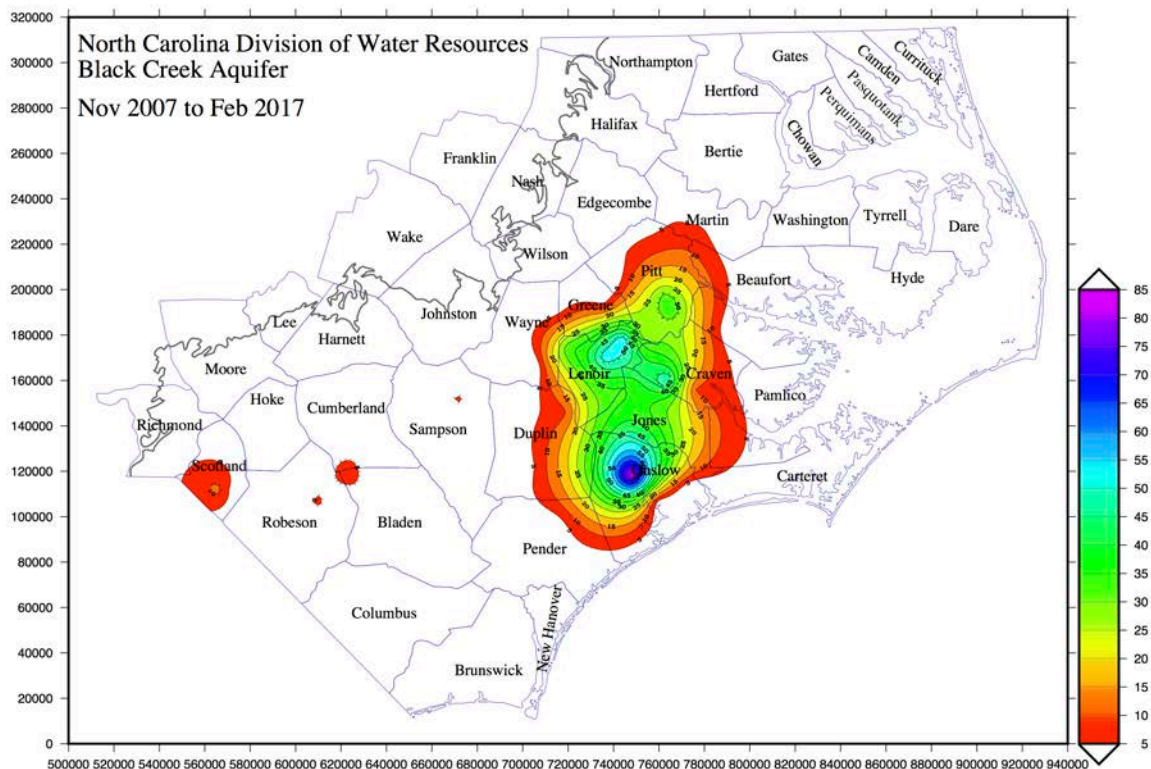 North Carolina Division of Water Resources
Black Creek Aquifer
Nov 2007 to Feb 2017
320000
300000
280000
260000
240000
220000
200000
180000
160000
140000
120000
100000
80000
60000
40000
20000
0
Northampton
Gates
Camden
Currituck
Hertford
Pasquotank
Perquimans
Halifax
Chowan
Bertie
Franklin
Nash
Edgecombe
Martin
Washington
Tyrrell
Dare
Wake
Wilson
Pitt
Beaufort
Hyde
Greene
Johnston
Wayne
Lee
Harnett
Moore
Lenoir
Craven
Pamlico
Hoke
Cumberland
Sampson
Richmond
Duplin
Jones
Scotland
Onslow
Carteret
Robeson
Bladen
Pender
Columbus
New Hanover
Brunswick
85
80
75
70
65
60
55
50
45
40
35
30
25
20
15
10
5
500000 520000 540000 560000 580000 600000 620000 640000 660000 680000 700000 720000 740000 760000 780000 800000 820000 840000 860000 880000 900000 920000 940000